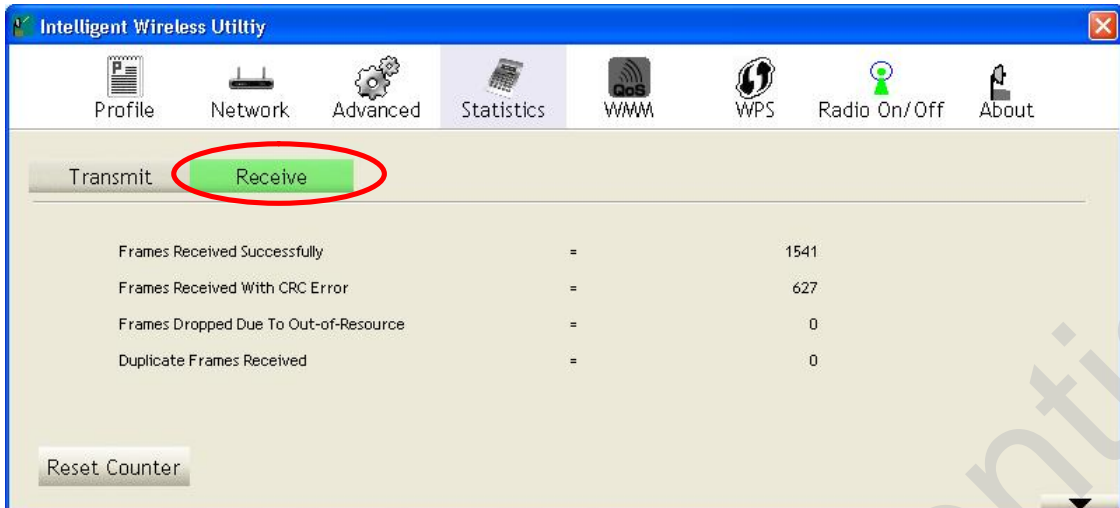 Intelligent Wireless Utiltiy
Profile Network Advanced Statistics QoS WMM WPS Radio On/Off About
Transmit Receive
Frames Received Successfully = 1541
Frames Received With CRC Error = 627
Frames Dropped Due To Out-of-Resource = 0
Duplicate Frames Received = 0
Reset Counter